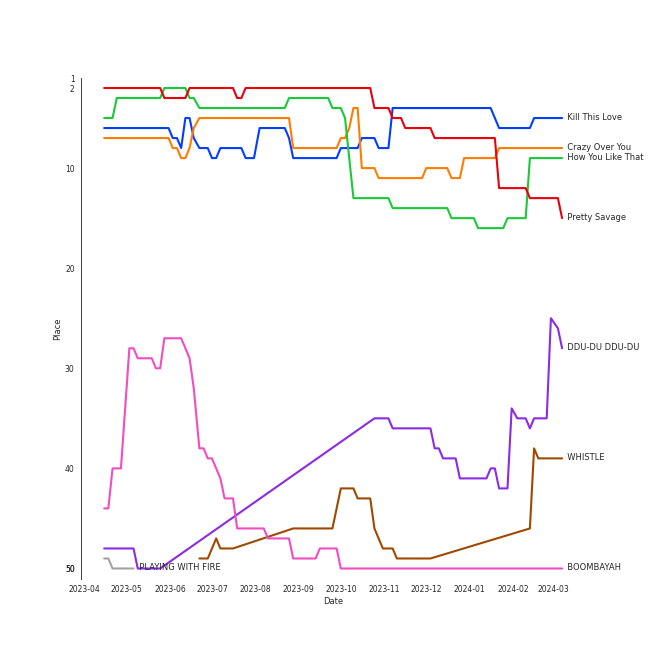 1
2
Kill This Love
Crazy Over You
How You Like That
10
Pretty Savage
20
Place
DDU-DU DDU-DU
30
WHISTLE
40
50
PLAYING WITH FIRE
BOOMBAYAH
2023-04 2023-05 2023-06 2023-07 2023-08 2023-09 2023-10 2023-11 2023-12 2024-01 2024-02 2024-03
Date